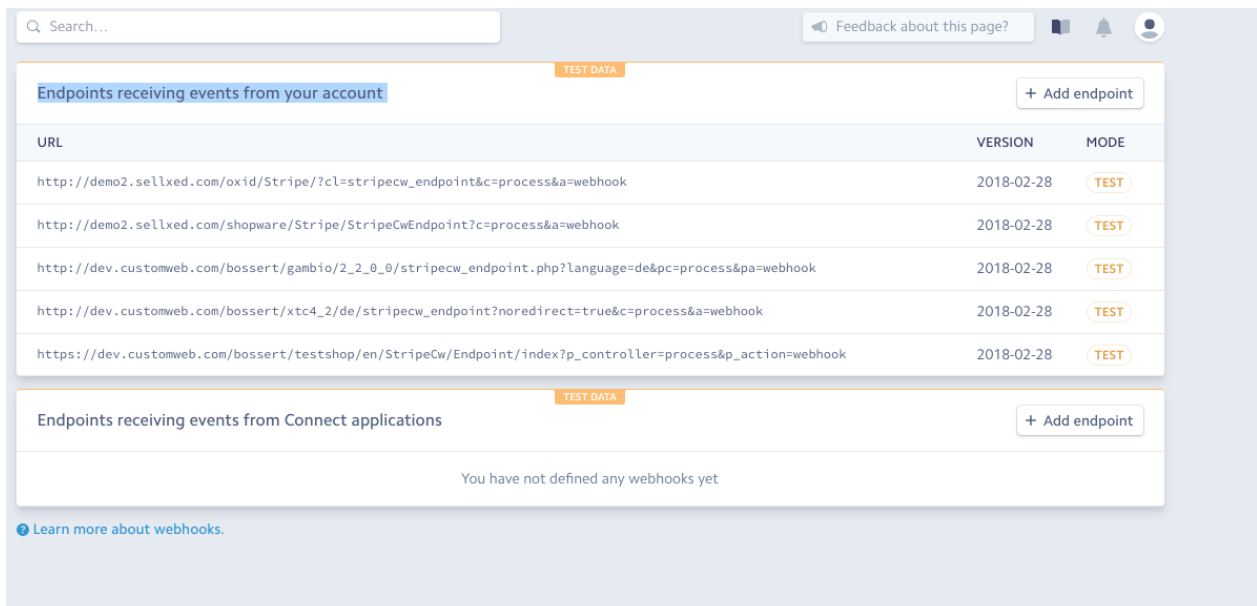 Search...
Feedback about this page?
TEST DATA
Endpoints receiving events from your account
+ Add endpoint
URL VERSION MODE
http://demo2.sellxed.com/oxid/Stripe/?cl=stripecw_endpoint&c=process&a=webhook 2018-02-28 TEST
http://demo2.sellxed.com/shopware/Stripe/StripeCwEndpoint?c=process&a=webhook 2018-02-28 TEST
http://dev.customweb.com/bossert/gambio/2_2_0_0/stripecw_endpoint.php?language=de&pc=process&pa=webhook 2018-02-28 TEST
http://dev.customweb.com/bossert/xtc4_2/de/stripecw_endpoint?noredirect=true&c=process&a=webhook 2018-02-28 TEST
https://dev.customweb.com/bossert/testshop/en/StripeCw/Endpoint/index?p_controller=process&p_action=webhook 2018-02-28 TEST
TEST DATA
Endpoints receiving events from Connect applications
+ Add endpoint
You have not defined any webhooks yet
Learn more about webhooks.